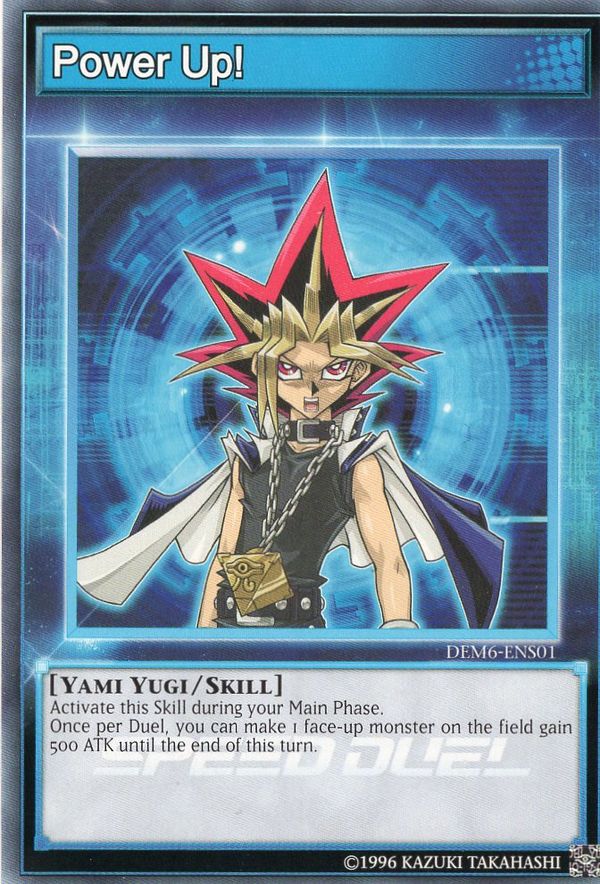 Power Up!
DEM6-ENS01
[YAMI YUGI/SKILL]
Activate this Skill during your Main Phase.
Once per Duel, you can make 1 face-up monster on the field gain
500 ATK until the end of this turn.
SPEED DUEL
©1996 KAZUKI TAKAHASHI